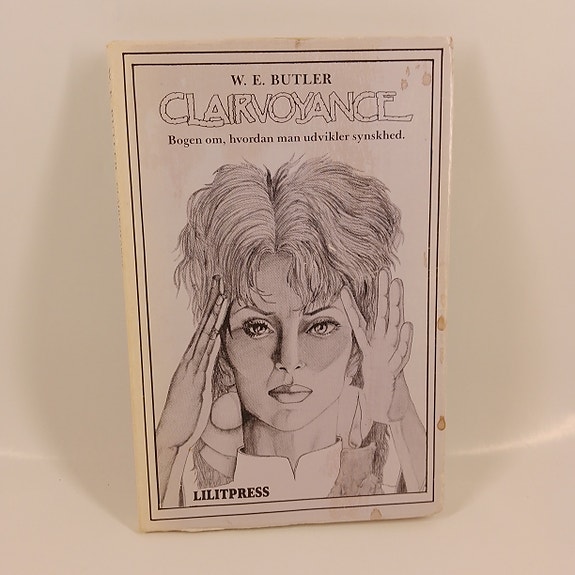 W. E. BUTLER
CLAIRVOYANCE
Bogen om, hvordan man udvikler synskhed.
LILITPRESS